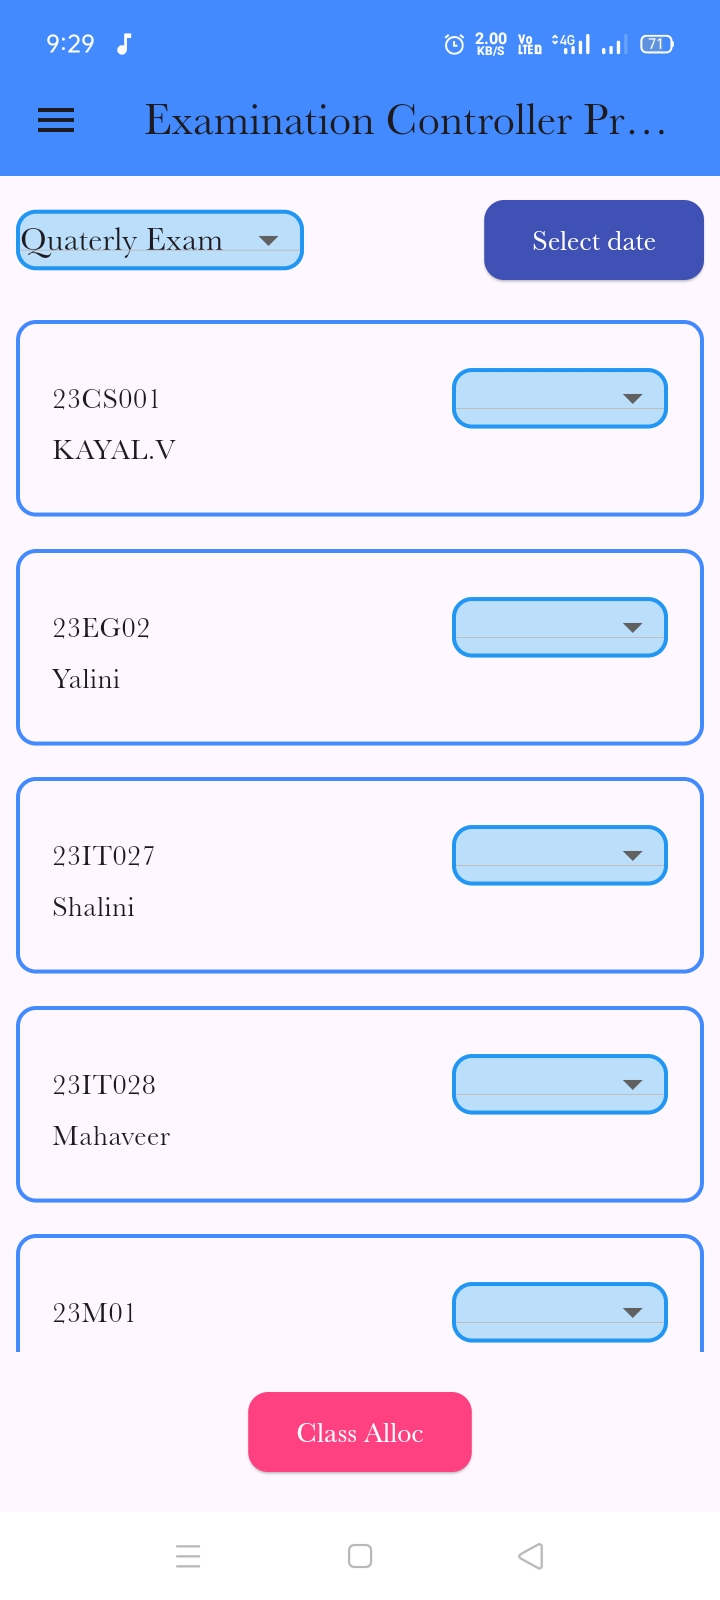 9:29
2.00 KB/S
Vo LTE D
4G
71
Examination Controller Pr...
Quaterly Exam
Select date
23CS001
KAYAL.V
23EG02
Yalini
23IT027
Shalini
23IT028
Mahaveer
23M01
Class Alloc